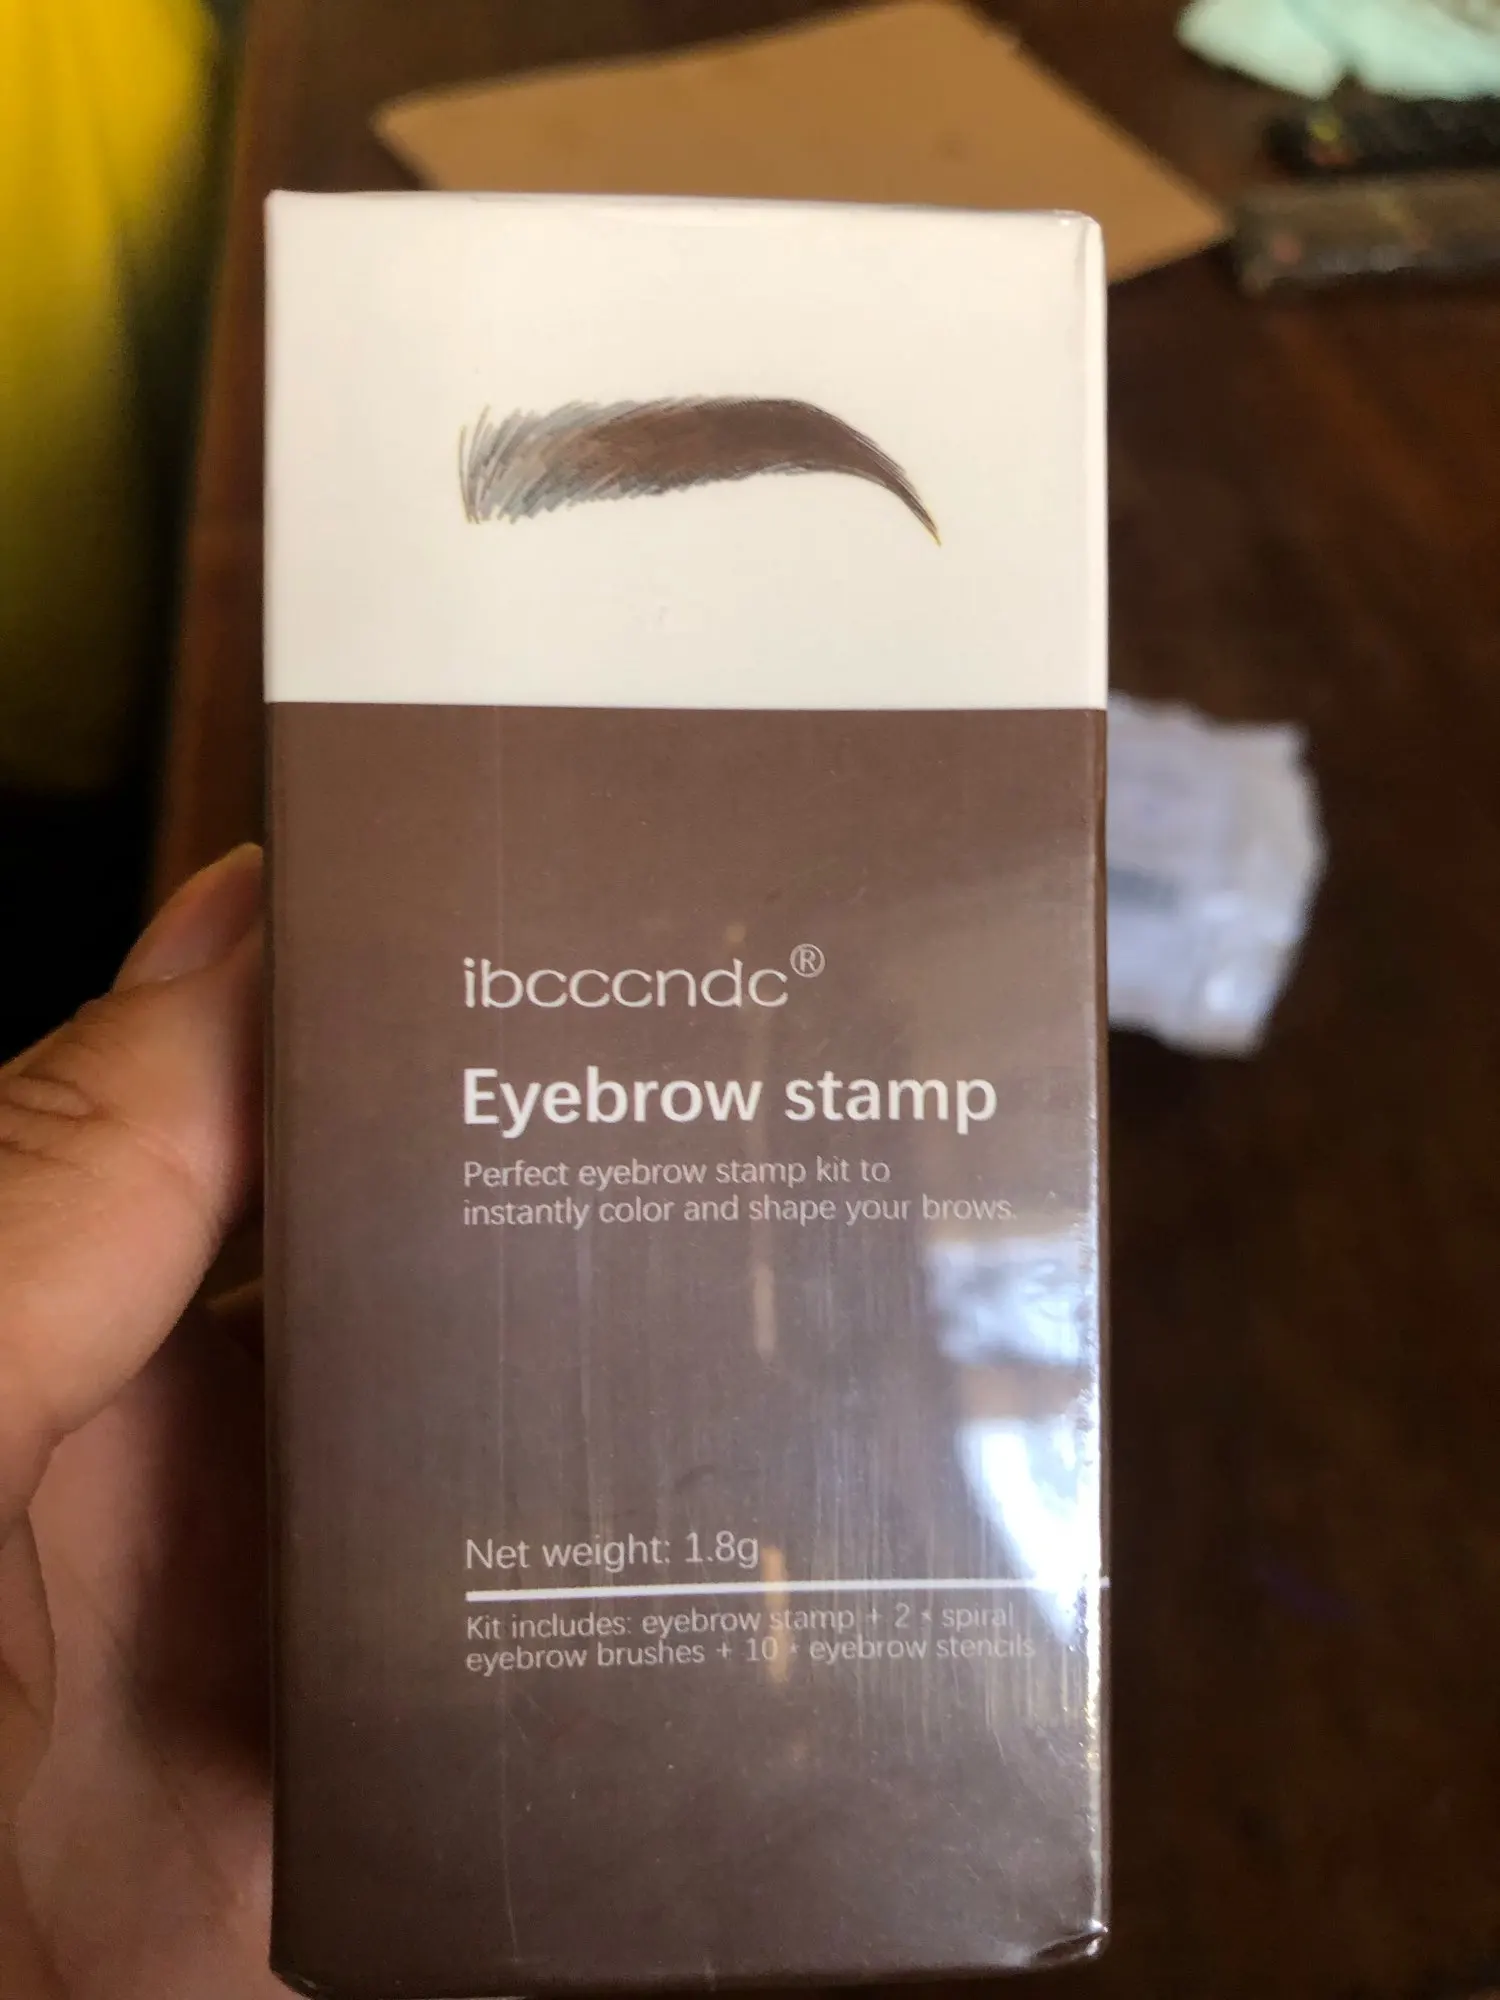 ibcccndc®
Eyebrow stamp
Perfect eyebrow stamp kit to
instantly color and shape your brows.
Net weight: 1.8g
Kit includes: eyebrow stamp + 2 * spiral
eyebrow brushes + 10 * eyebrow stencils